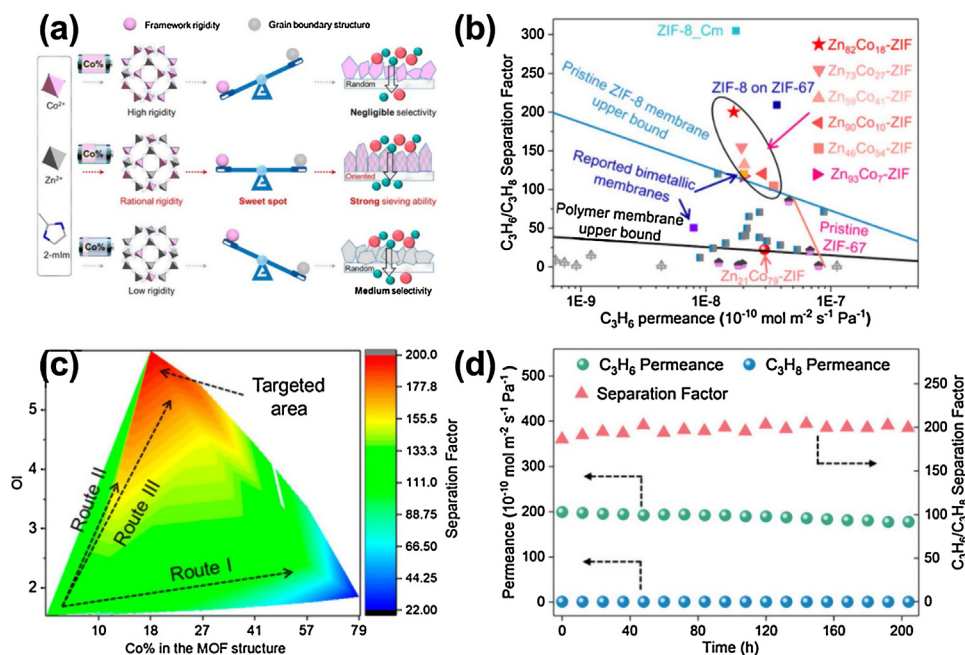 (a)
Framework rigidity
Grain boundary structure
Co%
Random
Co²⁺
High rigidity
Negligible selectivity
Co%
Oriented
Zn²⁺
Rational rigidity
Sweet spot
Strong sieving ability
Co%
Random
2-mIm
Low rigidity
Medium selectivity
(b)
C₃H₆/C₃H₈ Separation Factor
300
250
200
150
100
50
0
ZIF-8_Cm
Pristine ZIF-8 membrane
upper bound
ZIF-8 on ZIF-67
Zn₈₂Co₁₈-ZIF
Zn₇₃Co₂₇-ZIF
Zn₅₉Co₄₁-ZIF
Zn₉₀Co₁₀-ZIF
Zn₄₆Co₅₄-ZIF
Zn₉₃Co₇-ZIF
Reported bimetallic
membranes
Polymer membrane
upper bound
Pristine
ZIF-67
Zn₂₁Co₇₉-ZIF
1E-9
1E-8
1E-7
C₃H₆ permeance (10⁻¹⁰ mol m⁻² s⁻¹ Pa⁻¹)
(c)
OI
5
4
3
2
Targeted
area
Route II
Route III
Route I
10
18
27
41
57
79
Co% in the MOF structure
200.0
177.8
155.5
133.3
111.0
88.75
66.50
44.25
22.00
Separation Factor
(d)
C₃H₆ Permeance
C₃H₈ Permeance
Separation Factor
Permeance (10⁻¹⁰ mol m⁻² s⁻¹ Pa⁻¹)
500
400
300
200
100
0
250
200
150
100
50
0
C₃H₆/C₃H₈ Separation Factor
0
40
80
120
160
200
Time (h)